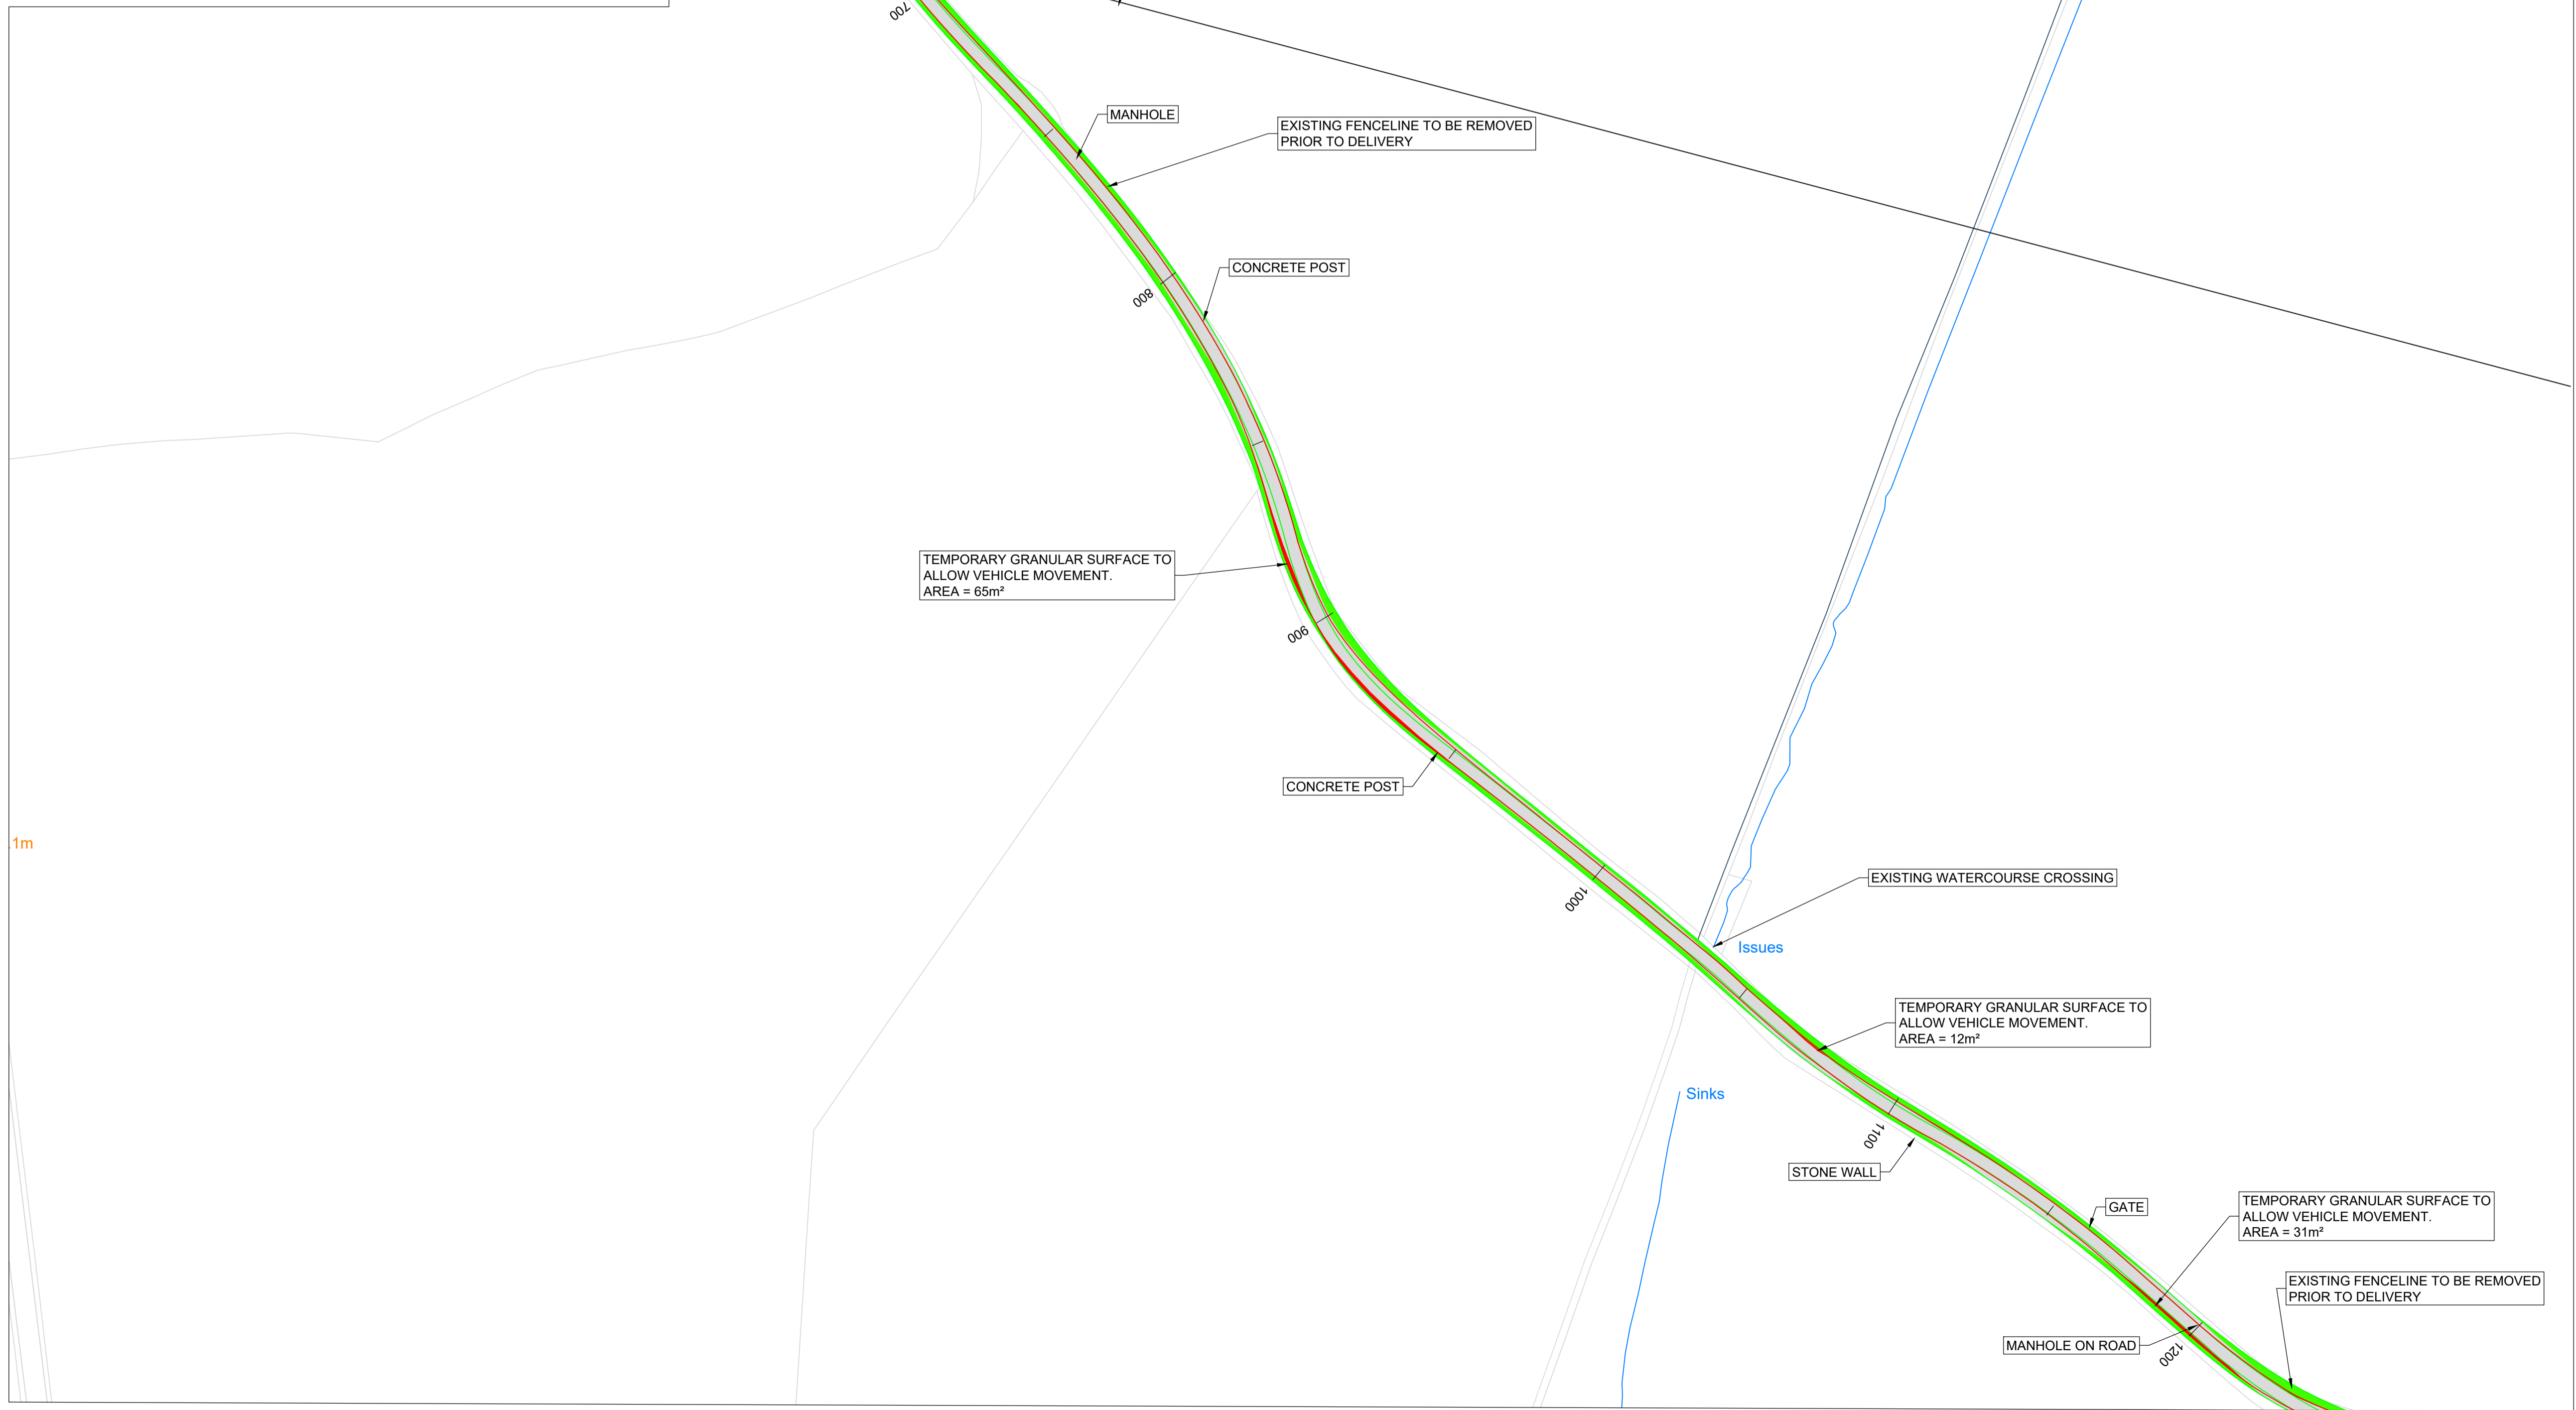 700
MANHOLE
EXISTING FENCELINE TO BE REMOVED
PRIOR TO DELIVERY
CONCRETE POST
800
TEMPORARY GRANULAR SURFACE TO
ALLOW VEHICLE MOVEMENT.
AREA = 65m²
900
CONCRETE POST
1m
EXISTING WATERCOURSE CROSSING
1000
Issues
TEMPORARY GRANULAR SURFACE TO
ALLOW VEHICLE MOVEMENT.
AREA = 12m²
Sinks
1100
STONE WALL
GATE
TEMPORARY GRANULAR SURFACE TO
ALLOW VEHICLE MOVEMENT.
AREA = 31m²
EXISTING FENCELINE TO BE REMOVED
PRIOR TO DELIVERY
MANHOLE ON ROAD
1200